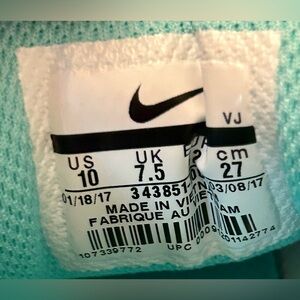 VJ
US UK cm
10 7.5 27
01/18/17 343851 03/08/17
MADE IN
FABRIQUE AU
107339772 UPC